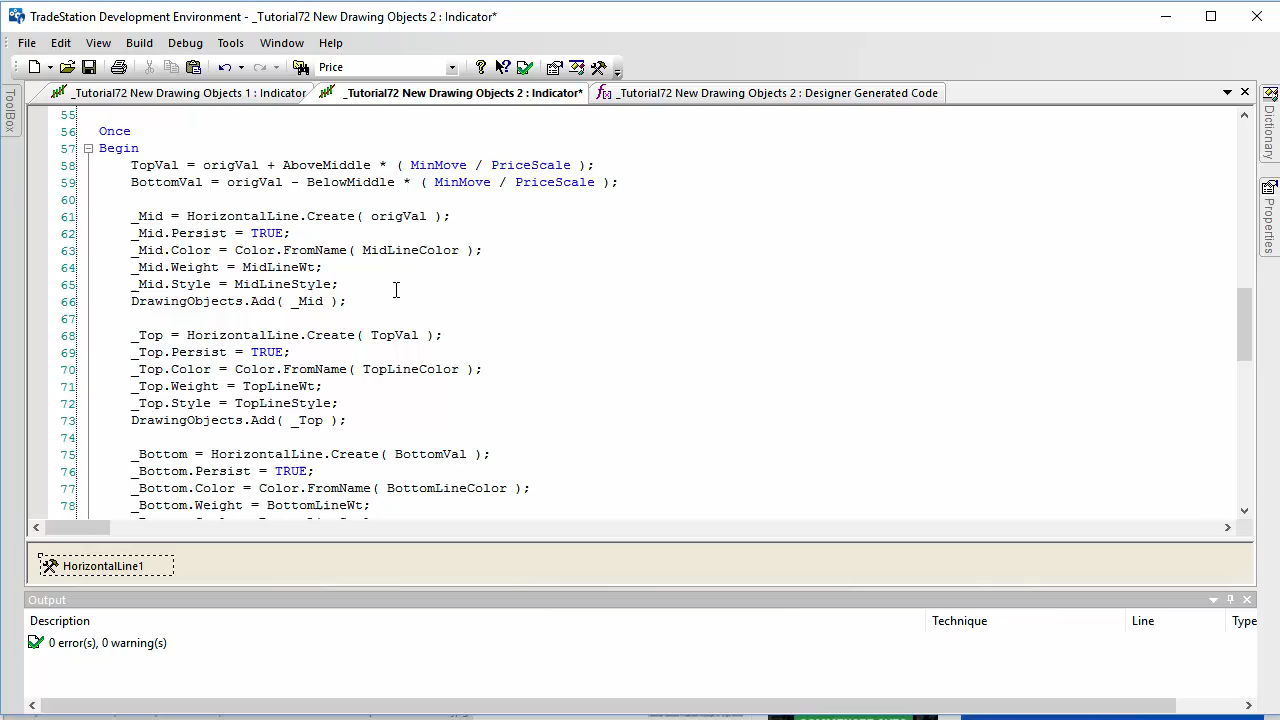 TradeStation Development Environment - _Tutorial72 New Drawing Objects 2 : Indicator*
File Edit View Build Debug Tools Window Help
Price
_Tutorial72 New Drawing Objects 1 : Indicator _Tutorial72 New Drawing Objects 2 : Indicator* _Tutorial72 New Drawing Objects 2 : Designer Generated Code
ToolBox
Dictionary
Properties
55
56 Once
57 Begin
58 TopVal = origVal + AboveMiddle * ( MinMove / PriceScale );
59 BottomVal = origVal - BelowMiddle * ( MinMove / PriceScale );
60
61 _Mid = HorizontalLine.Create( origVal );
62 _Mid.Persist = TRUE;
63 _Mid.Color = Color.FromName( MidLineColor );
64 _Mid.Weight = MidLineWt;
65 _Mid.Style = MidLineStyle;
66 DrawingObjects.Add( _Mid );
67
68 _Top = HorizontalLine.Create( TopVal );
69 _Top.Persist = TRUE;
70 _Top.Color = Color.FromName( TopLineColor );
71 _Top.Weight = TopLineWt;
72 _Top.Style = TopLineStyle;
73 DrawingObjects.Add( _Top );
74
75 _Bottom = HorizontalLine.Create( BottomVal );
76 _Bottom.Persist = TRUE;
77 _Bottom.Color = Color.FromName( BottomLineColor );
78 _Bottom.Weight = BottomLineWt;
HorizontalLine1
Output
Description Technique Line Type
0 error(s), 0 warning(s)